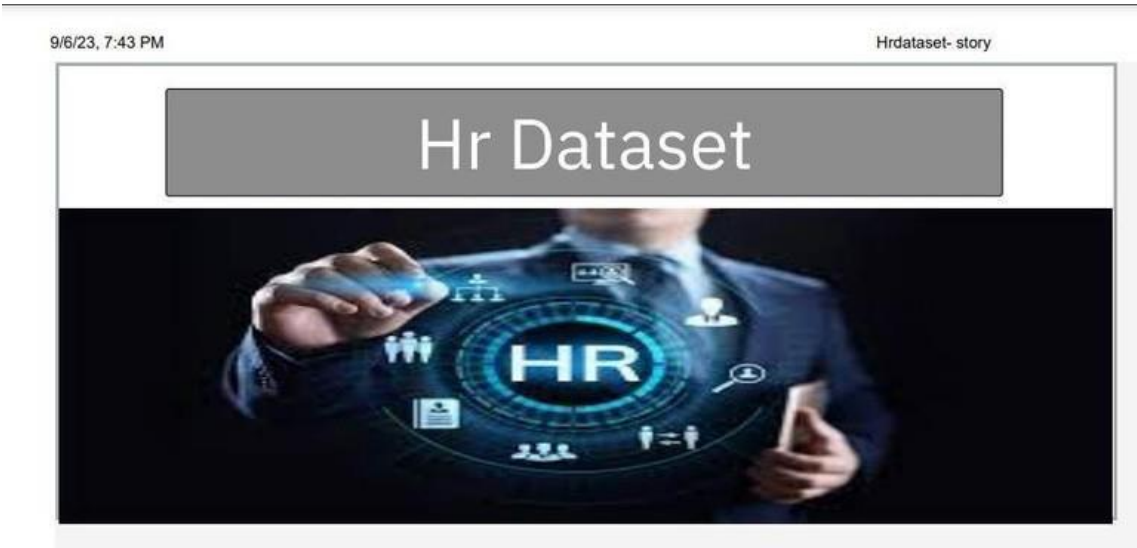 9/6/23, 7:43 PM Hrdataset- story
Hr Dataset
HR